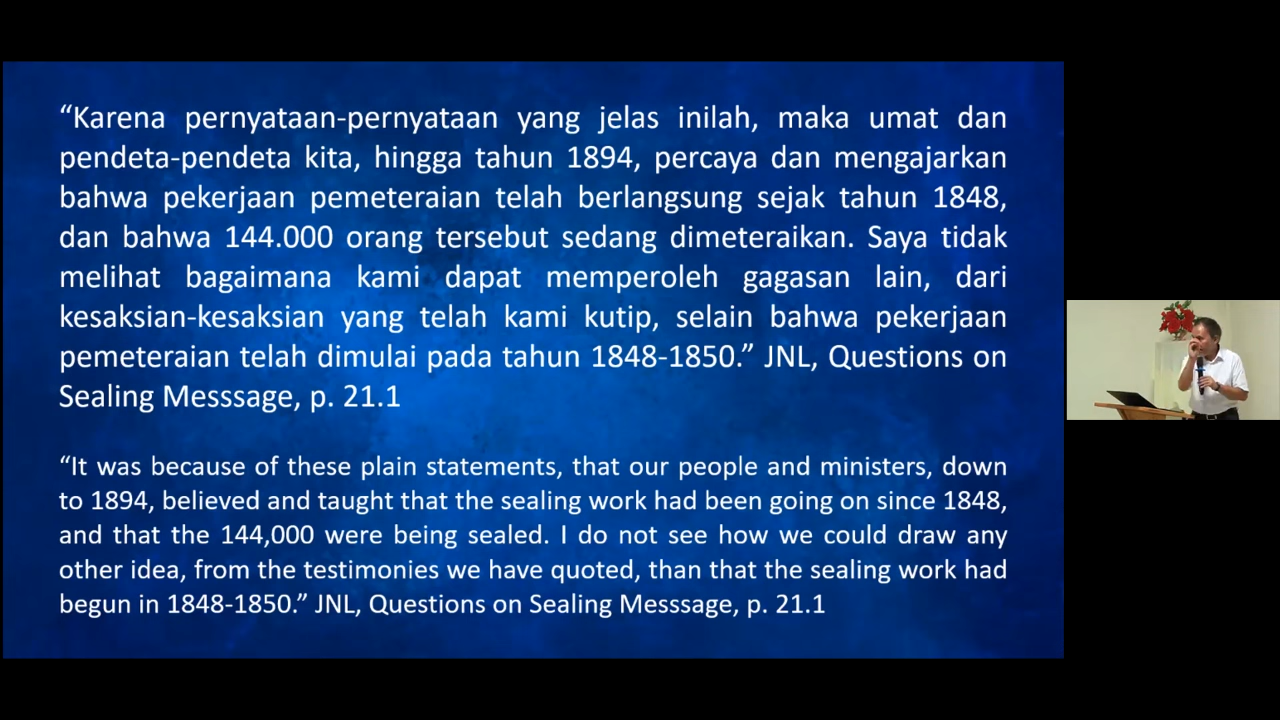 “Karena pernyataan-pernyataan yang jelas inilah, maka umat dan
pendeta-pendeta kita, hingga tahun 1894, percaya dan mengajarkan
bahwa pekerjaan pemeteraian telah berlangsung sejak tahun 1848,
dan bahwa 144.000 orang tersebut sedang dimeteraikan. Saya tidak
melihat bagaimana kami dapat memperoleh gagasan lain, dari
kesaksian-kesaksian yang telah kami kutip, selain bahwa pekerjaan
pemeteraian telah dimulai pada tahun 1848-1850.” JNL, Questions on
Sealing Messsage, p. 21.1
“It was because of these plain statements, that our people and ministers, down
to 1894, believed and taught that the sealing work had been going on since 1848,
and that the 144,000 were being sealed. I do not see how we could draw any
other idea, from the testimonies we have quoted, than that the sealing work had
begun in 1848-1850.” JNL, Questions on Sealing Messsage, p. 21.1